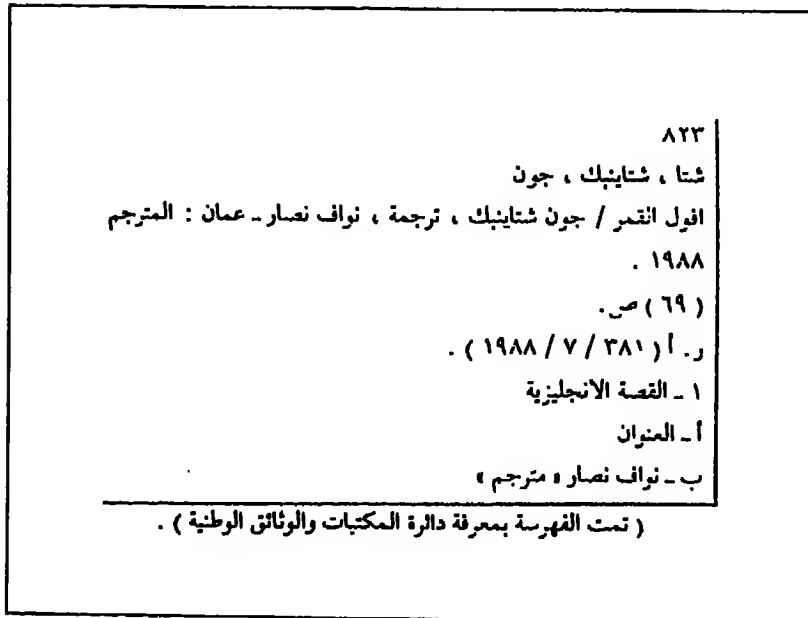 ٨٢٣
شتا ، شتاينبك ، جون
افول القمر / جون شتاينبك ، ترجمة ، نواف نصار ـ عمان : المترجم
١٩٨٨ .
( ٦٩ ) ص .
ر . أ ( ٣٨١ / ٧ / ١٩٨٨ ) .
١ ـ القصة الانجليزية
أ ـ العنوان
ب ـ نواف نصار « مترجم »
( تمت الفهرسة بمعرفة دائرة المكتبات والوثائق الوطنية ) .